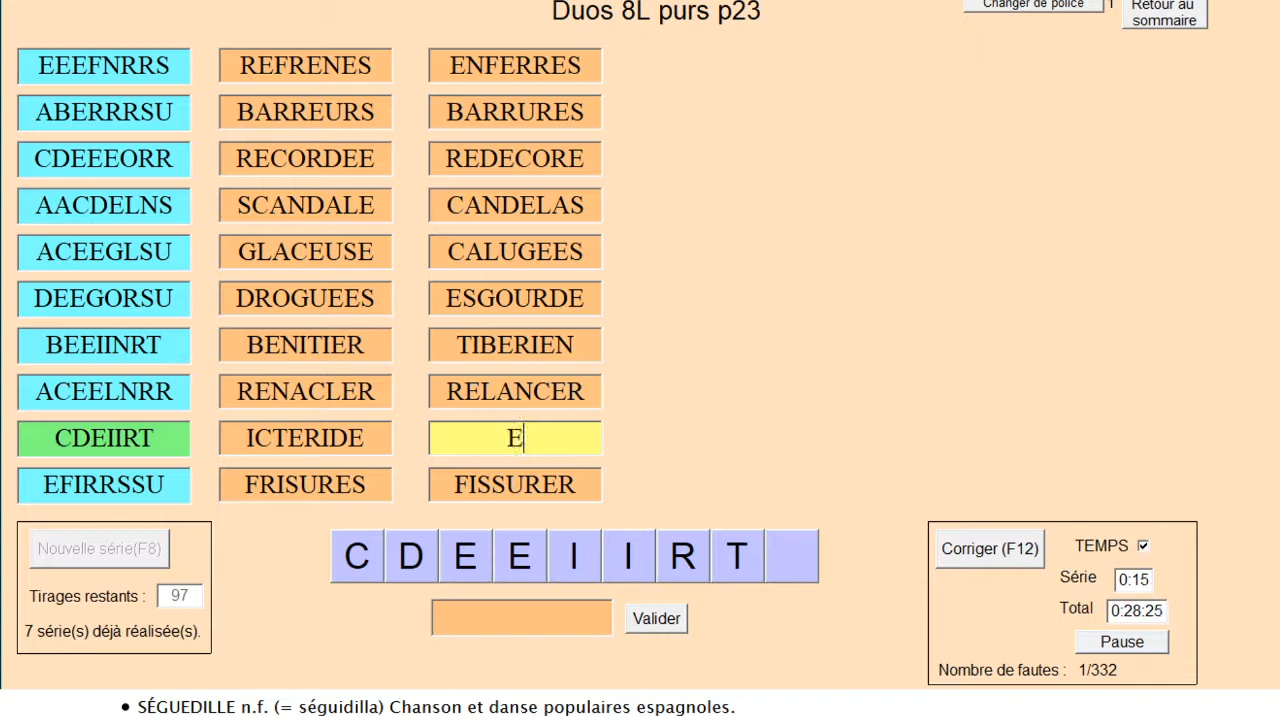 Duos 8L purs p23
Changer de police 1
Retour au
sommaire
EEEFNRRS REFRENES ENFERRES
ABERRRSU BARREURS BARRURES
CDEEEORR RECORDEE REDECORE
AACDELNS SCANDALE CANDELAS
ACEEGLSU GLACEUSE CALUGEES
DEEGORSU DROGUEES ESGOURDE
BEEIINRT BENITIER TIBERIEN
ACEELNRR RENACLER RELANCER
CDEIIRT ICTERIDE E
EFIRRSSU FRISURES FISSURER
Nouvelle série(F8)
Tirages restants : 97
7 série(s) déjà réalisée(s).
C D E E I I R T
Valider
Corriger (F12) TEMPS
Série 0:15
Total 0:28:25
Pause
Nombre de fautes : 1/332
• SÉGUEDILLE n.f. (= séguidilla) Chanson et danse populaires espagnoles.